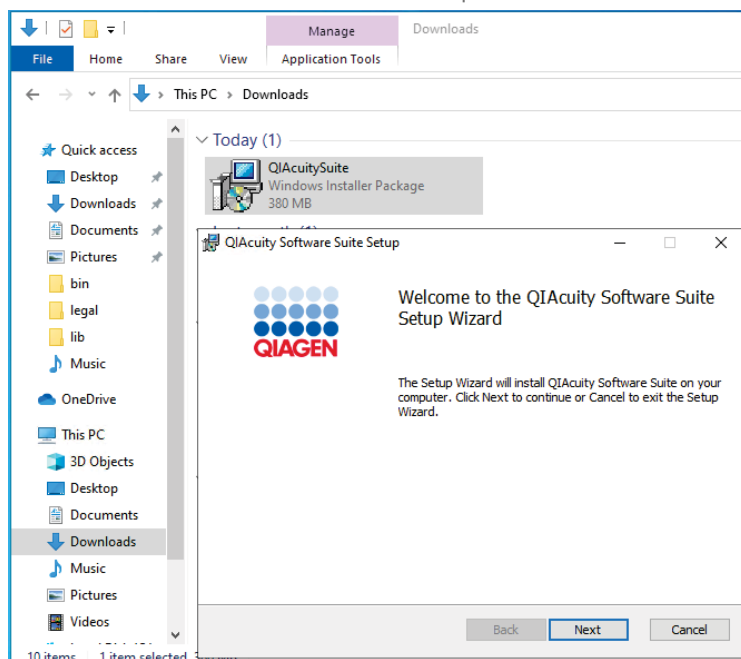 Manage
Downloads
File
Home
Share
View
Application Tools
This PC
Downloads
Quick access
Desktop
Downloads
Documents
Pictures
bin
legal
lib
Music
OneDrive
This PC
3D Objects
Desktop
Documents
Downloads
Music
Pictures
Videos
10 items
1 item selected
Today (1)
QIAcuitySuite
Windows Installer Package
380 MB
QIAcuity Software Suite Setup
QIAGEN
Welcome to the QIAcuity Software Suite
Setup Wizard
The Setup Wizard will install QIAcuity Software Suite on your
computer. Click Next to continue or Cancel to exit the Setup
Wizard.
Back
Next
Cancel